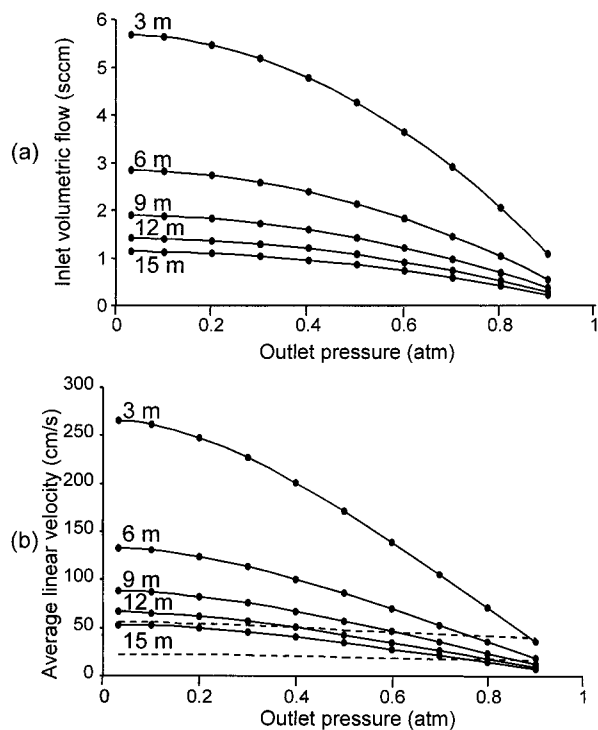 (a)
Inlet volumetric flow (sccm)
6
5
4
3
2
1
0
3 m
6 m
9 m
12 m
15 m
0 0.2 0.4 0.6 0.8 1
Outlet pressure (atm)
(b)
Average linear velocity (cm/s)
300
250
200
150
100
50
0
3 m
6 m
9 m
12 m
15 m
0 0.2 0.4 0.6 0.8 1
Outlet pressure (atm)